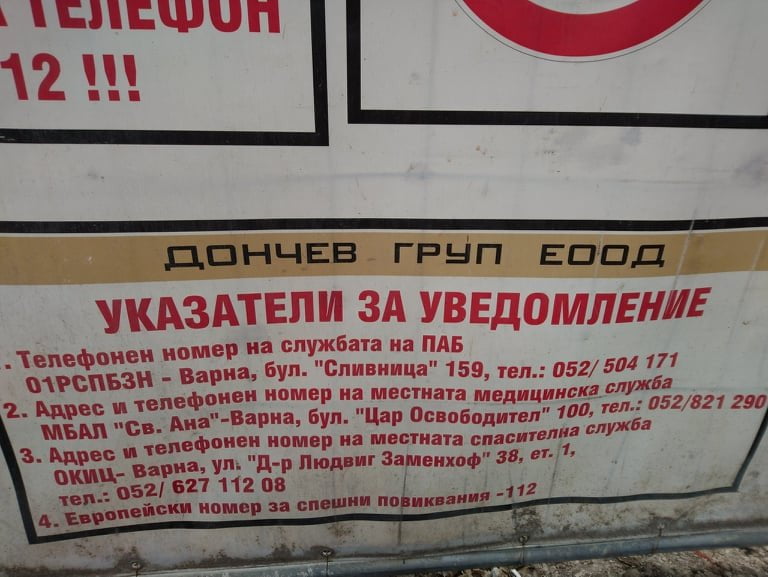 ТЕЛЕФОН
12 !!!
ДОНЧЕВ ГРУП ЕООД
УКАЗАТЕЛИ ЗА УВЕДОМЛЕНИЕ
. Телефонен номер на службата на ПАБ
01РСПБЗН - Варна, бул. "Сливница" 159, тел.: 052/ 504 171
2. Адрес и телефонен номер на местната медицинска служба
МБАЛ "Св. Ана"-Варна, бул. "Цар Освободител" 100, тел.: 052/821 290
3. Адрес и телефонен номер на местната спасителна служба
ОКИЦ- Варна, ул. "Д-р Людвиг Заменхоф" 38, ет. 1,
тел.: 052/ 627 112 08
4. Европейски номер за спешни повиквания -112